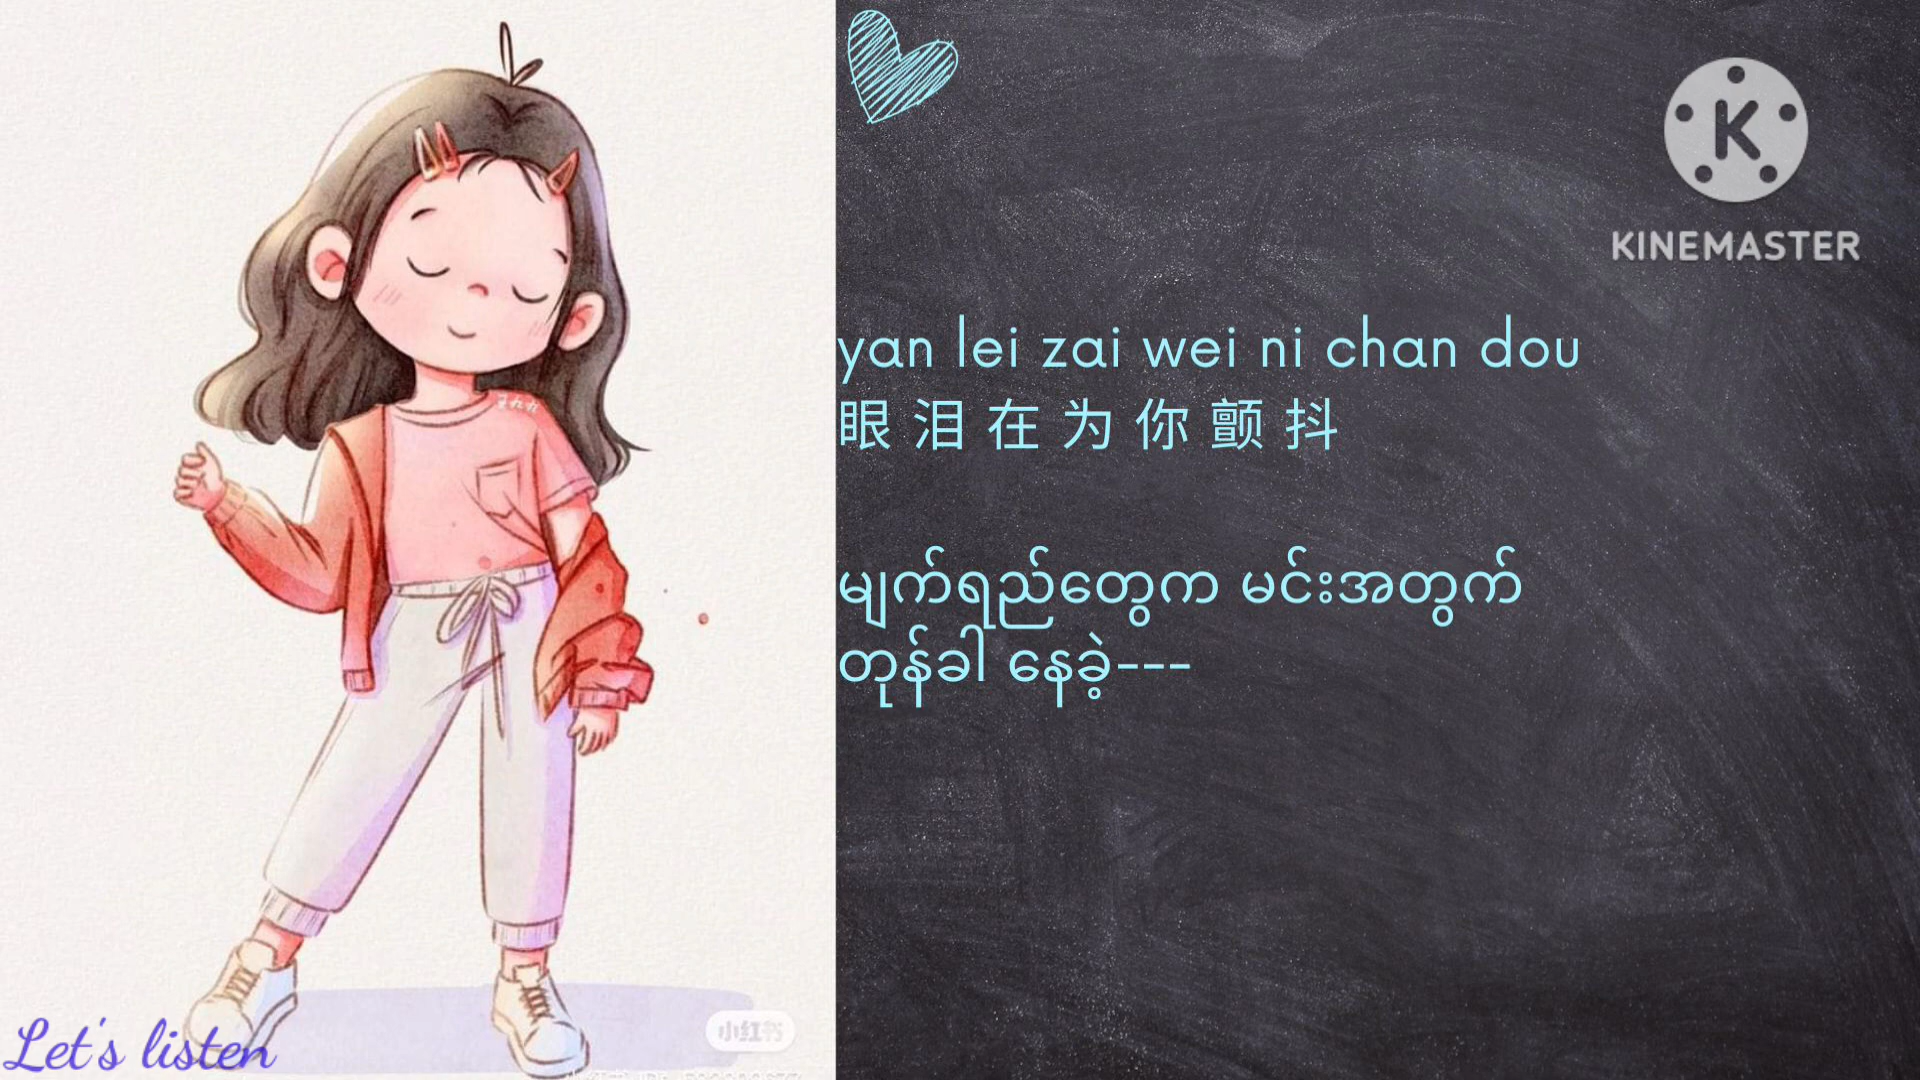 KINEMASTER
yan lei zai wei ni chan dou
眼 泪 在 为 你 颤 抖
မျက်ရည်တွေက မင်းအတွက်
တုန်ခါ နေခဲ့---
Let's listen
小红书